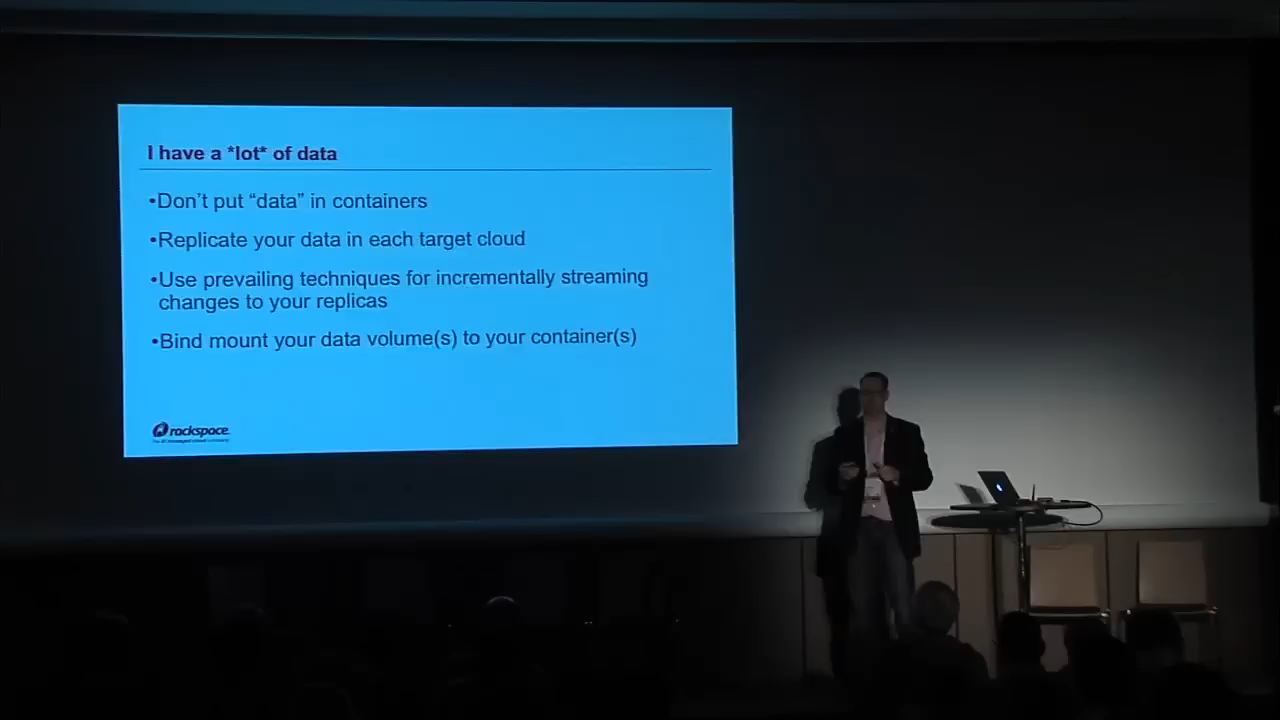 I have a *lot* of data
•Don't put “data” in containers
•Replicate your data in each target cloud
•Use prevailing techniques for incrementally streaming
changes to your replicas
•Bind mount your data volume(s) to your container(s)
rackspace